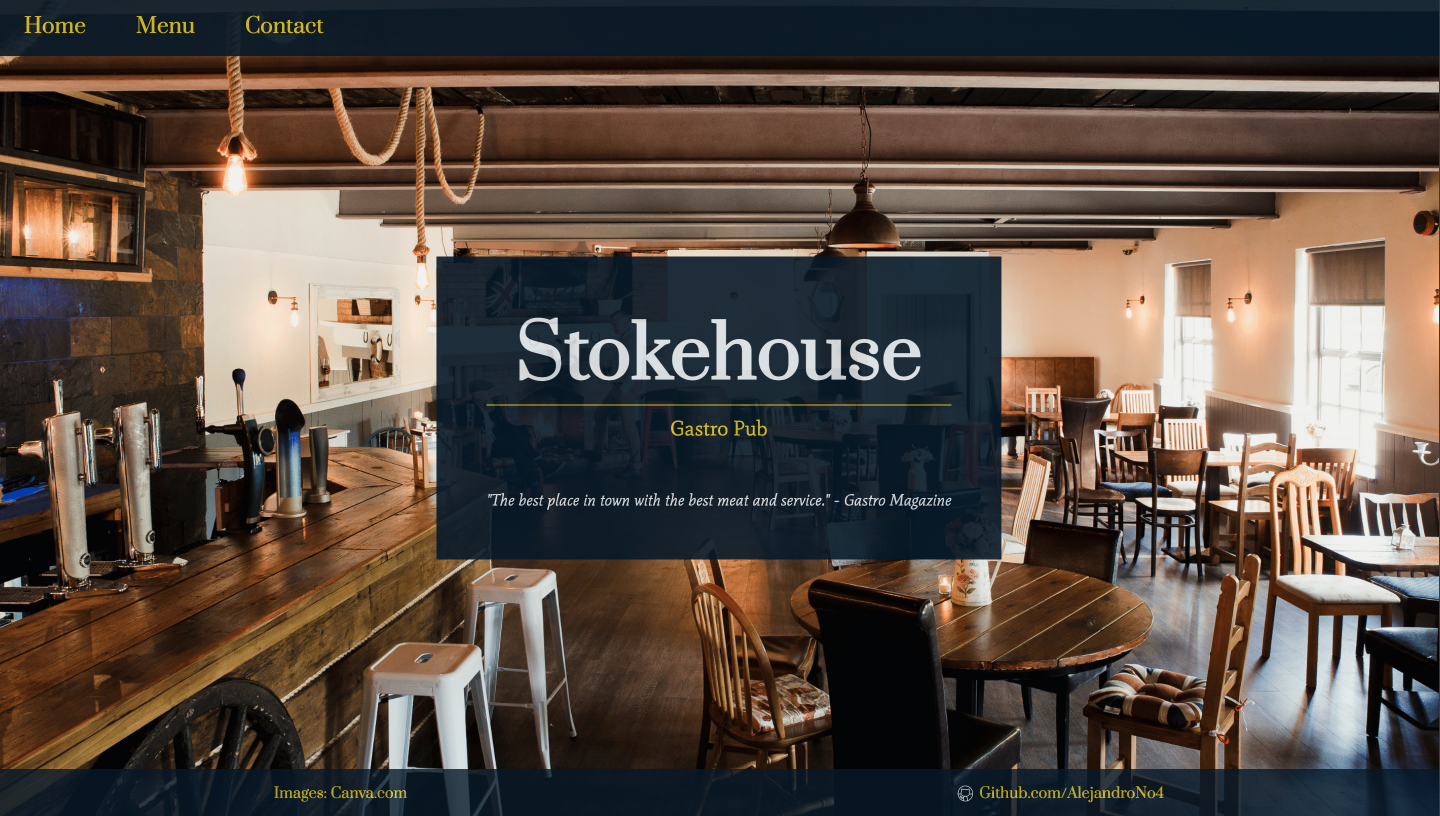 Home Menu Contact
Stokehouse
Gastro Pub
"The best place in town with the best meat and service." - Gastro Magazine
Images: Canva.com Github.com/AlejandroNo4